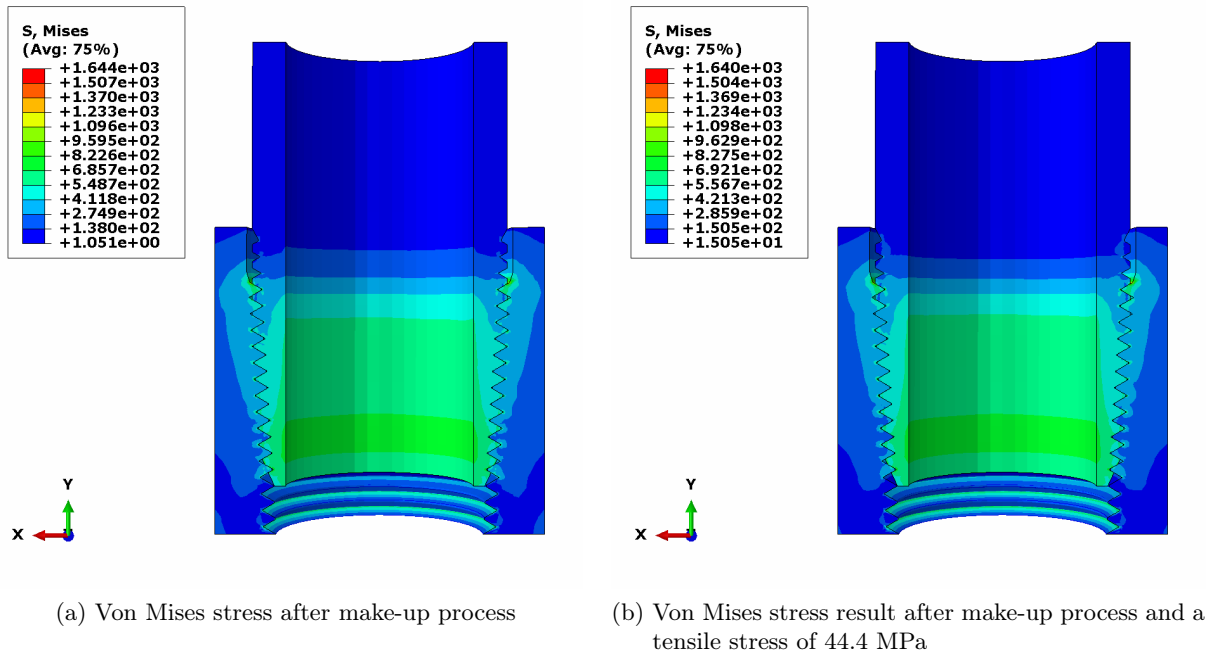 S, Mises
(Avg: 75%)
+1.644e+03
+1.507e+03
+1.370e+03
+1.233e+03
+1.096e+03
+9.595e+02
+8.226e+02
+6.857e+02
+5.487e+02
+4.118e+02
+2.749e+02
+1.380e+02
+1.051e+00
Y
X
(a) Von Mises stress after make-up process
S, Mises
(Avg: 75%)
+1.640e+03
+1.504e+03
+1.369e+03
+1.234e+03
+1.098e+03
+9.629e+02
+8.275e+02
+6.921e+02
+5.567e+02
+4.213e+02
+2.859e+02
+1.505e+02
+1.505e+01
Y
X
(b) Von Mises stress result after make-up process and a
tensile stress of 44.4 MPa